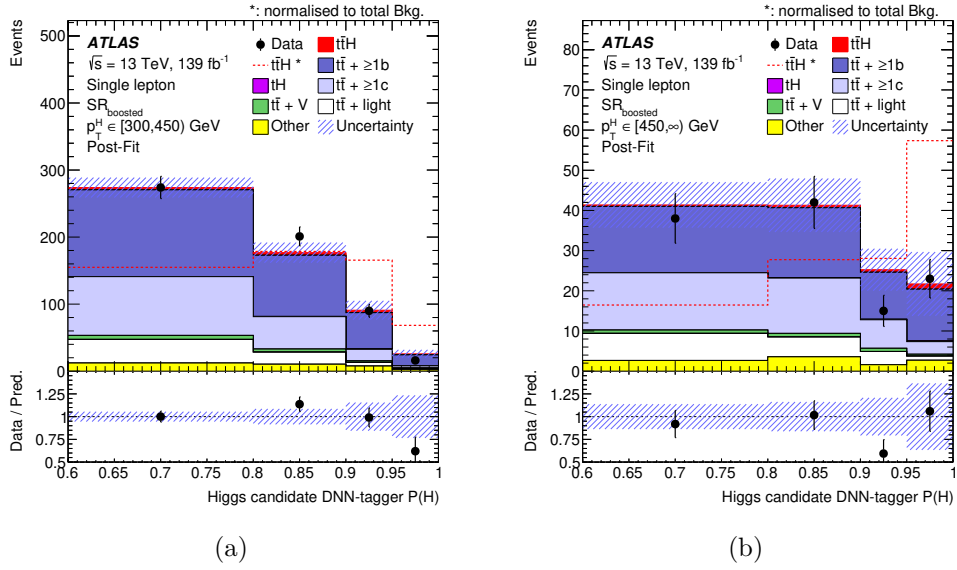 *: normalised to total Bkg.
Events
500
400
300
200
100
0
ATLAS
√s = 13 TeV, 139 fb⁻¹
Single lepton
SR_boosted
p_T^H ∈ [300,450) GeV
Post-Fit
Data
tt̄H
tt̄H *
tt̄ + ≥1b
tH
tt̄ + ≥1c
tt̄ + V
tt̄ + light
Other
Uncertainty
Data / Pred.
1.25
1
0.75
0.5
0.6 0.65 0.7 0.75 0.8 0.85 0.9 0.95 1
Higgs candidate DNN-tagger P(H)
(a)
*: normalised to total Bkg.
Events
80
70
60
50
40
30
20
10
0
ATLAS
√s = 13 TeV, 139 fb⁻¹
Single lepton
SR_boosted
p_T^H ∈ [450,∞) GeV
Post-Fit
Data
tt̄H
tt̄H *
tt̄ + ≥1b
tH
tt̄ + ≥1c
tt̄ + V
tt̄ + light
Other
Uncertainty
Data / Pred.
1.25
1
0.75
0.5
0.6 0.65 0.7 0.75 0.8 0.85 0.9 0.95 1
Higgs candidate DNN-tagger P(H)
(b)